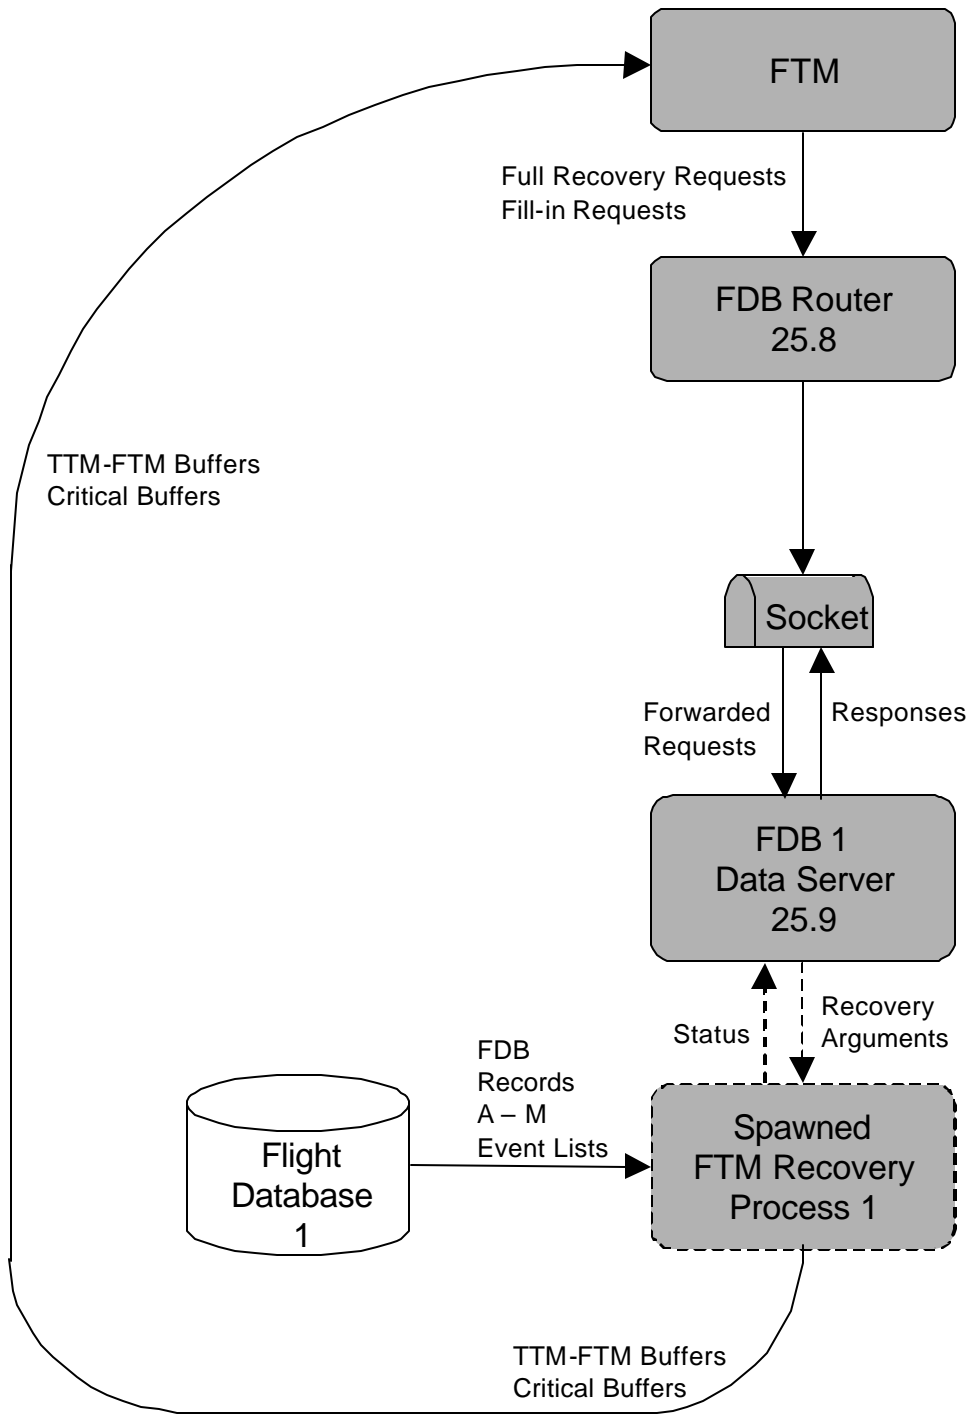 FTM
Full Recovery Requests
Fill-in Requests
FDB Router
25.8
TTM-FTM Buffers
Critical Buffers
Socket
Forwarded
Requests
Responses
FDB 1
Data Server
25.9
Status
Recovery
Arguments
FDB
Records
A – M
Event Lists
Flight
Database
1
Spawned
FTM Recovery
Process 1
TTM-FTM Buffers
Critical Buffers